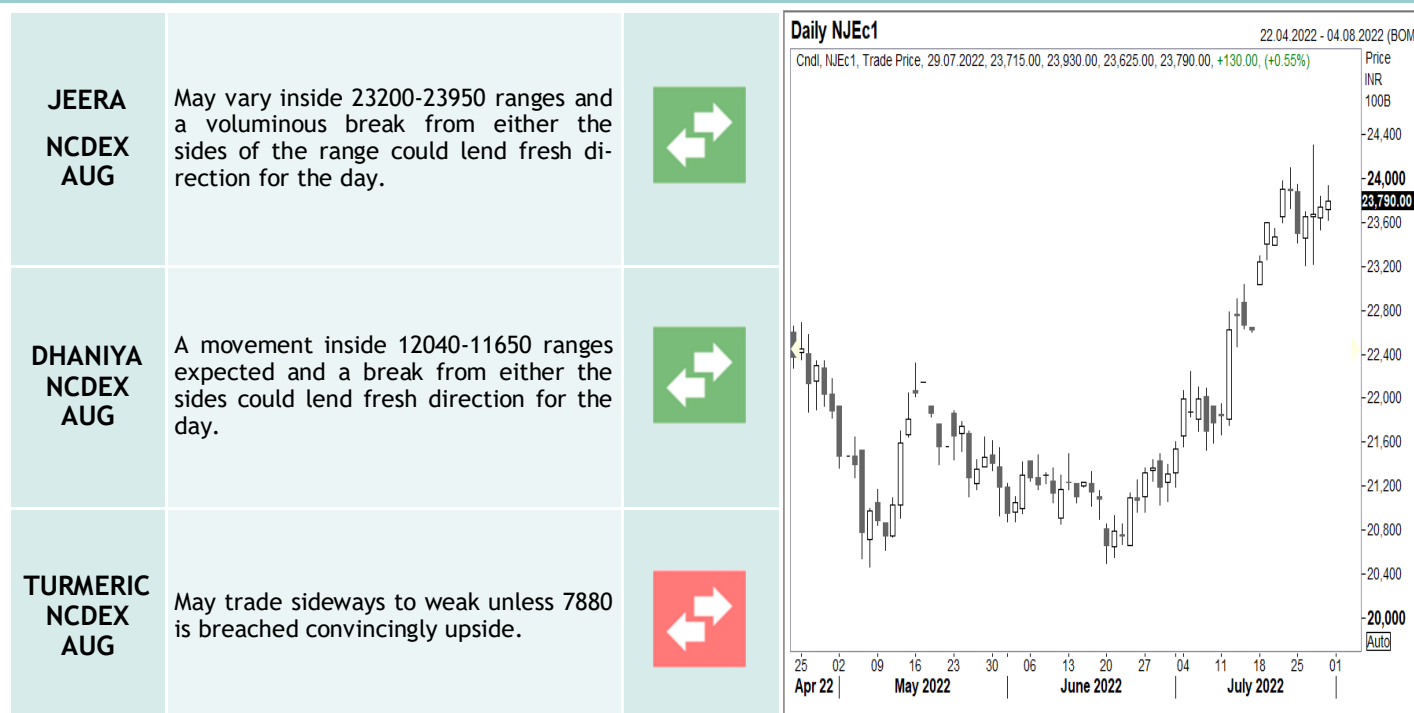 JEERA
NCDEX
AUG
May vary inside 23200-23950 ranges and
a voluminous break from either the
sides of the range could lend fresh di-
rection for the day.
DHANIYA
NCDEX
AUG
A movement inside 12040-11650 ranges
expected and a break from either the
sides could lend fresh direction for the
day.
TURMERIC
NCDEX
AUG
May trade sideways to weak unless 7880
is breached convincingly upside.
Daily NJEc1
22.04.2022 - 04.08.2022 (BOM
Cndl, NJEc1, Trade Price, 29.07.2022, 23,715.00, 23,930.00, 23,625.00, 23,790.00, +130.00, (+0.55%)
Price
INR
100B
24,400
24,000
23,790.00
23,600
23,200
22,800
22,400
22,000
21,600
21,200
20,800
20,400
20,000
Auto
25 02 09 16 23 30 06 13 20 27 04 11 18 25 01
Apr 22 May 2022 June 2022 July 2022